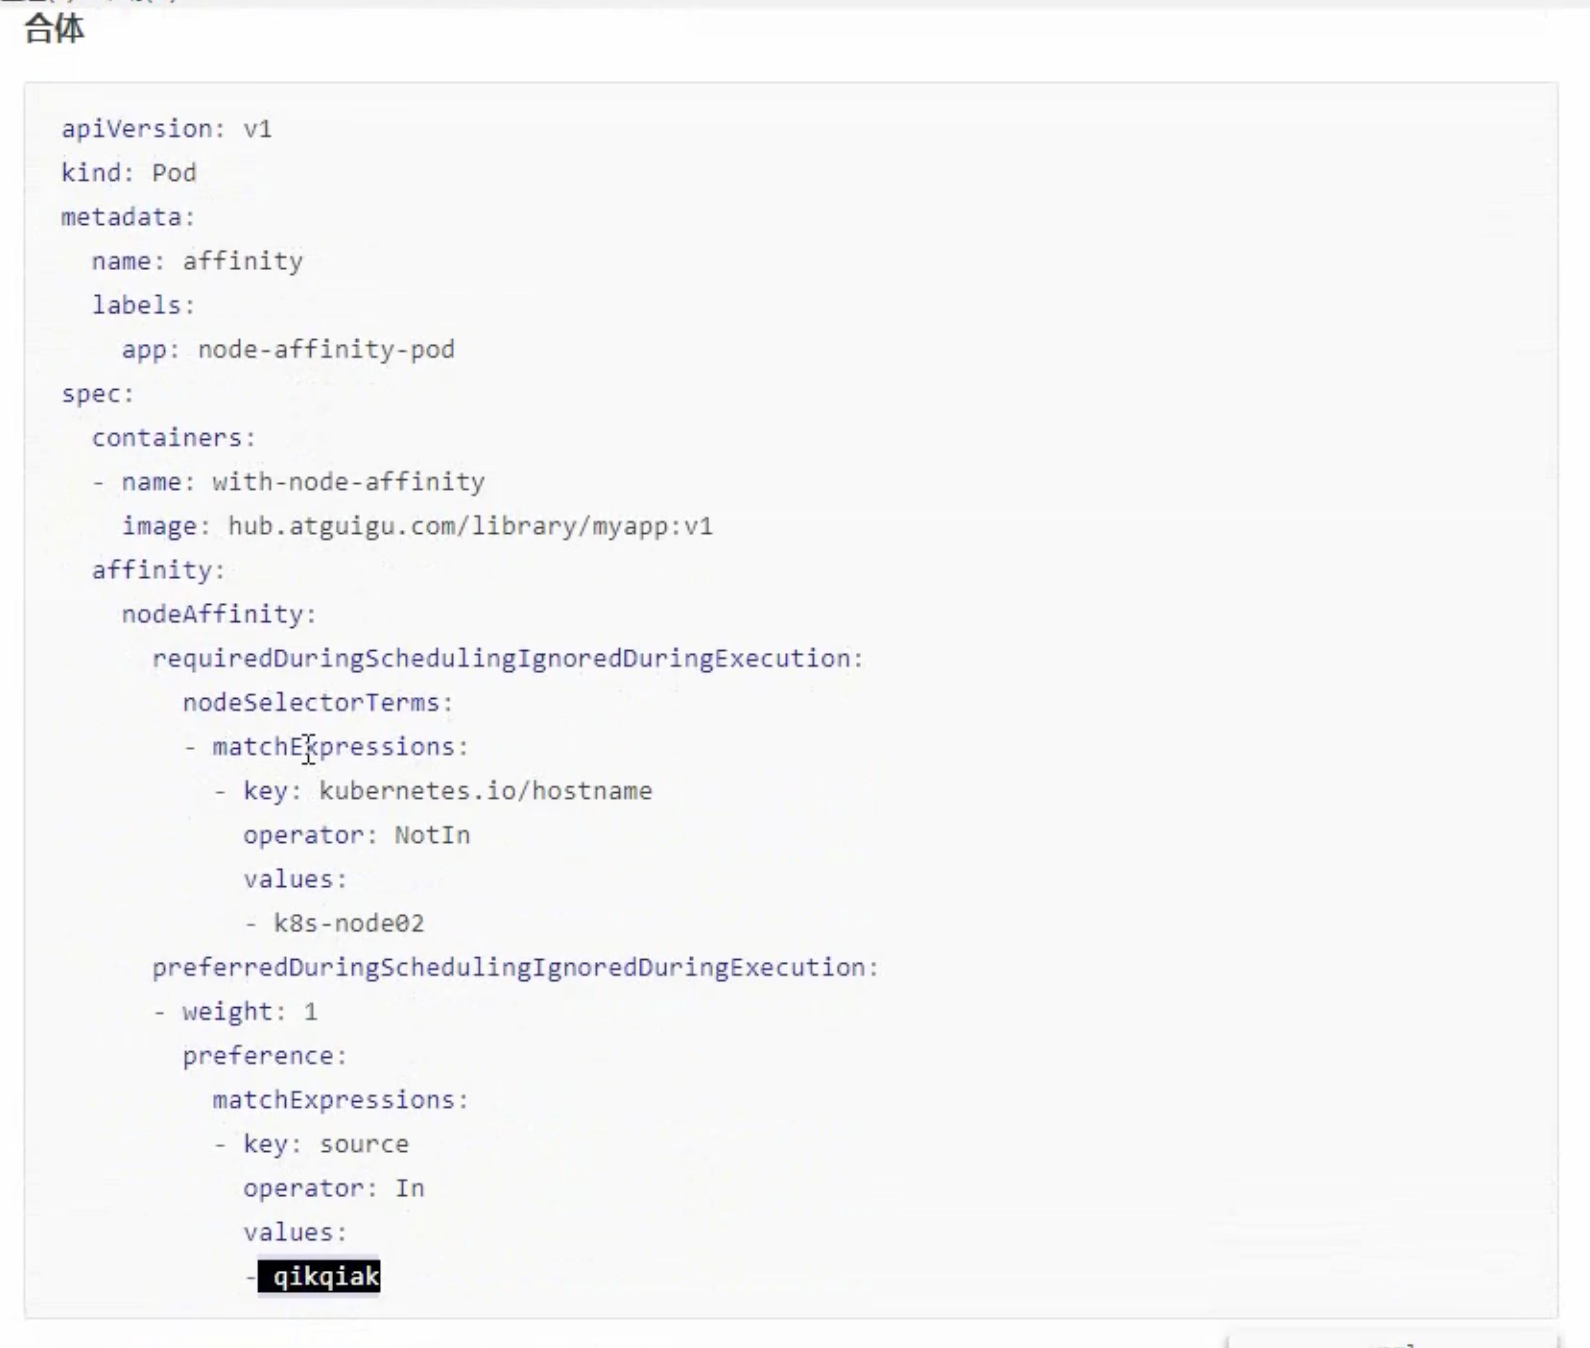 合体
apiVersion: v1
kind: Pod
metadata:
  name: affinity
  labels:
    app: node-affinity-pod
spec:
  containers:
  - name: with-node-affinity
    image: hub.atguigu.com/library/myapp:v1
  affinity:
    nodeAffinity:
      requiredDuringSchedulingIgnoredDuringExecution:
        nodeSelectorTerms:
        - matchExpressions:
          - key: kubernetes.io/hostname
            operator: NotIn
            values:
            - k8s-node02
      preferredDuringSchedulingIgnoredDuringExecution:
      - weight: 1
        preference:
          matchExpressions:
          - key: source
            operator: In
            values:
            - qikqiak